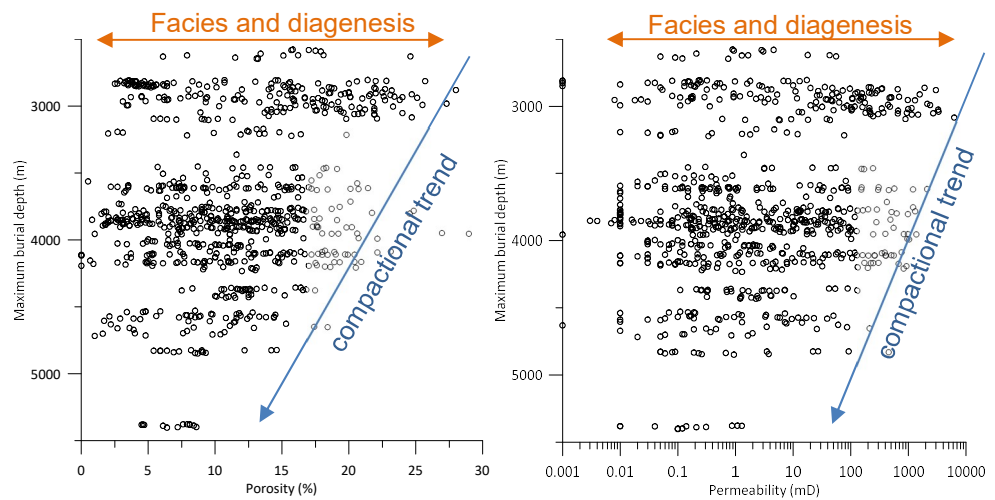 Facies and diagenesis
3000
4000
5000
Maximum burial depth (m)
compactional trend
0
5
10
15
20
25
30
Porosity (%)
Facies and diagenesis
3000
4000
5000
Maximum burial depth (m)
compactional trend
0.001
0.01
0.1
1
10
100
1000
10000
Permeability (mD)